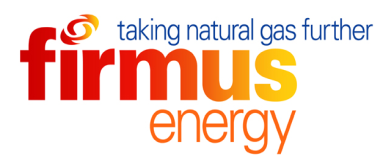 taking natural gas further
firmus
energy